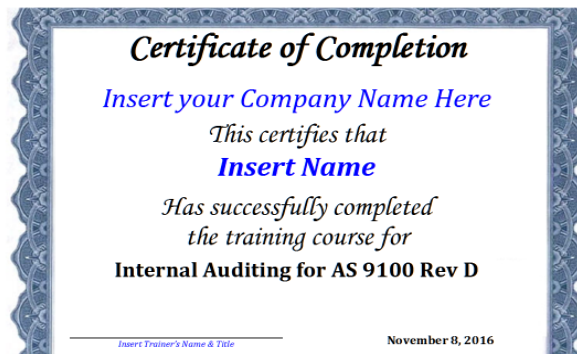 Certificate of Completion
Insert your Company Name Here
This certifies that
Insert Name
Has successfully completed
the training course for
Internal Auditing for AS 9100 Rev D
Insert Trainer's Name & Title
November 8, 2016